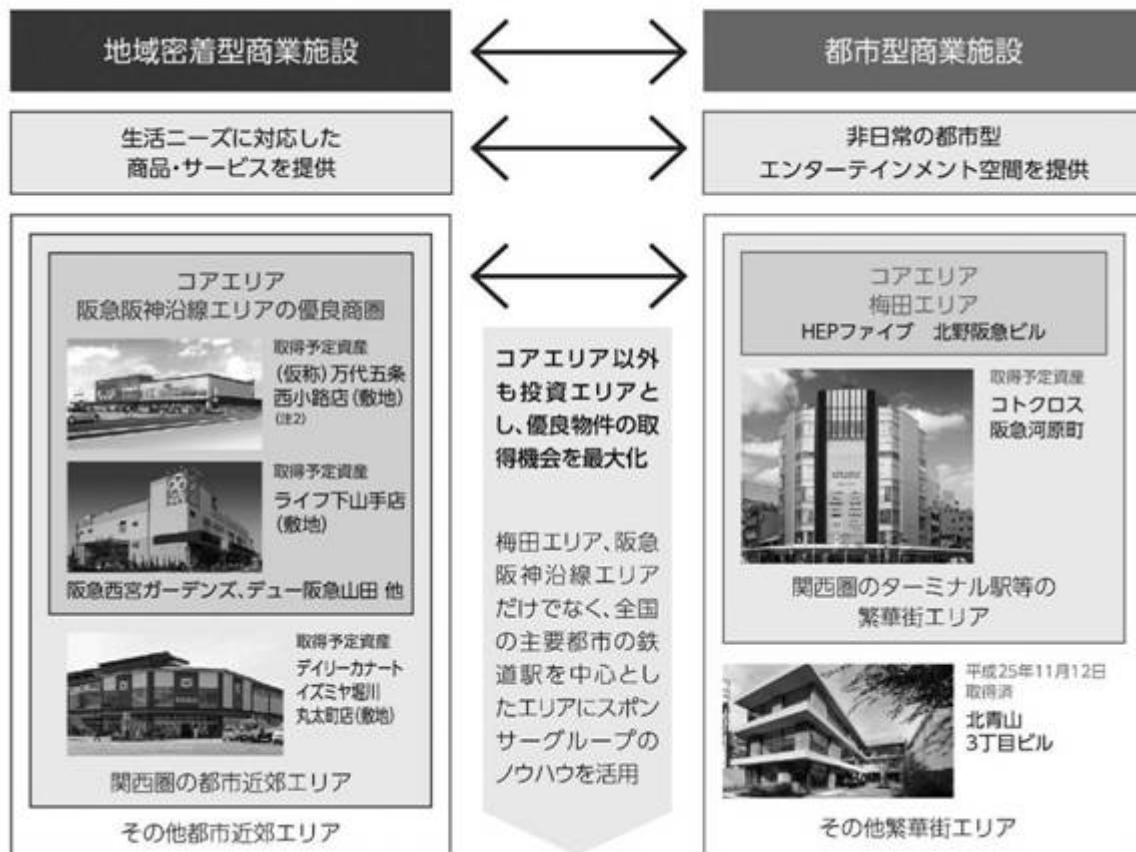 地域密着型商業施設
都市型商業施設
生活ニーズに対応した
商品・サービスを提供
非日常の都市型
エンターテインメント空間を提供
コアエリア
阪急阪神沿線エリアの優良商圏
取得予定資産
(仮称)万代五条
西小路店(敷地)
(注2)
取得予定資産
ライフ下山手店
(敷地)
阪急西宮ガーデンズ、デュー阪急山田 他
取得予定資産
デイリーカナート
イズミヤ堀川
丸太町店(敷地)
関西圏の都市近郊エリア
その他都市近郊エリア
コアエリア以外
も投資エリアと
し、優良物件の取
得機会を最大化
梅田エリア、阪急
阪神沿線エリア
だけでなく、全国
の主要都市の鉄
道駅を中心とし
たエリアにスポン
サーグループの
ノウハウを活用
コアエリア
梅田エリア
HEPファイブ 北野阪急ビル
取得予定資産
コトクロス
阪急河原町
関西圏のターミナル駅等の
繁華街エリア
平成25年11月12日
取得済
北青山
3丁目ビル
その他繁華街エリア